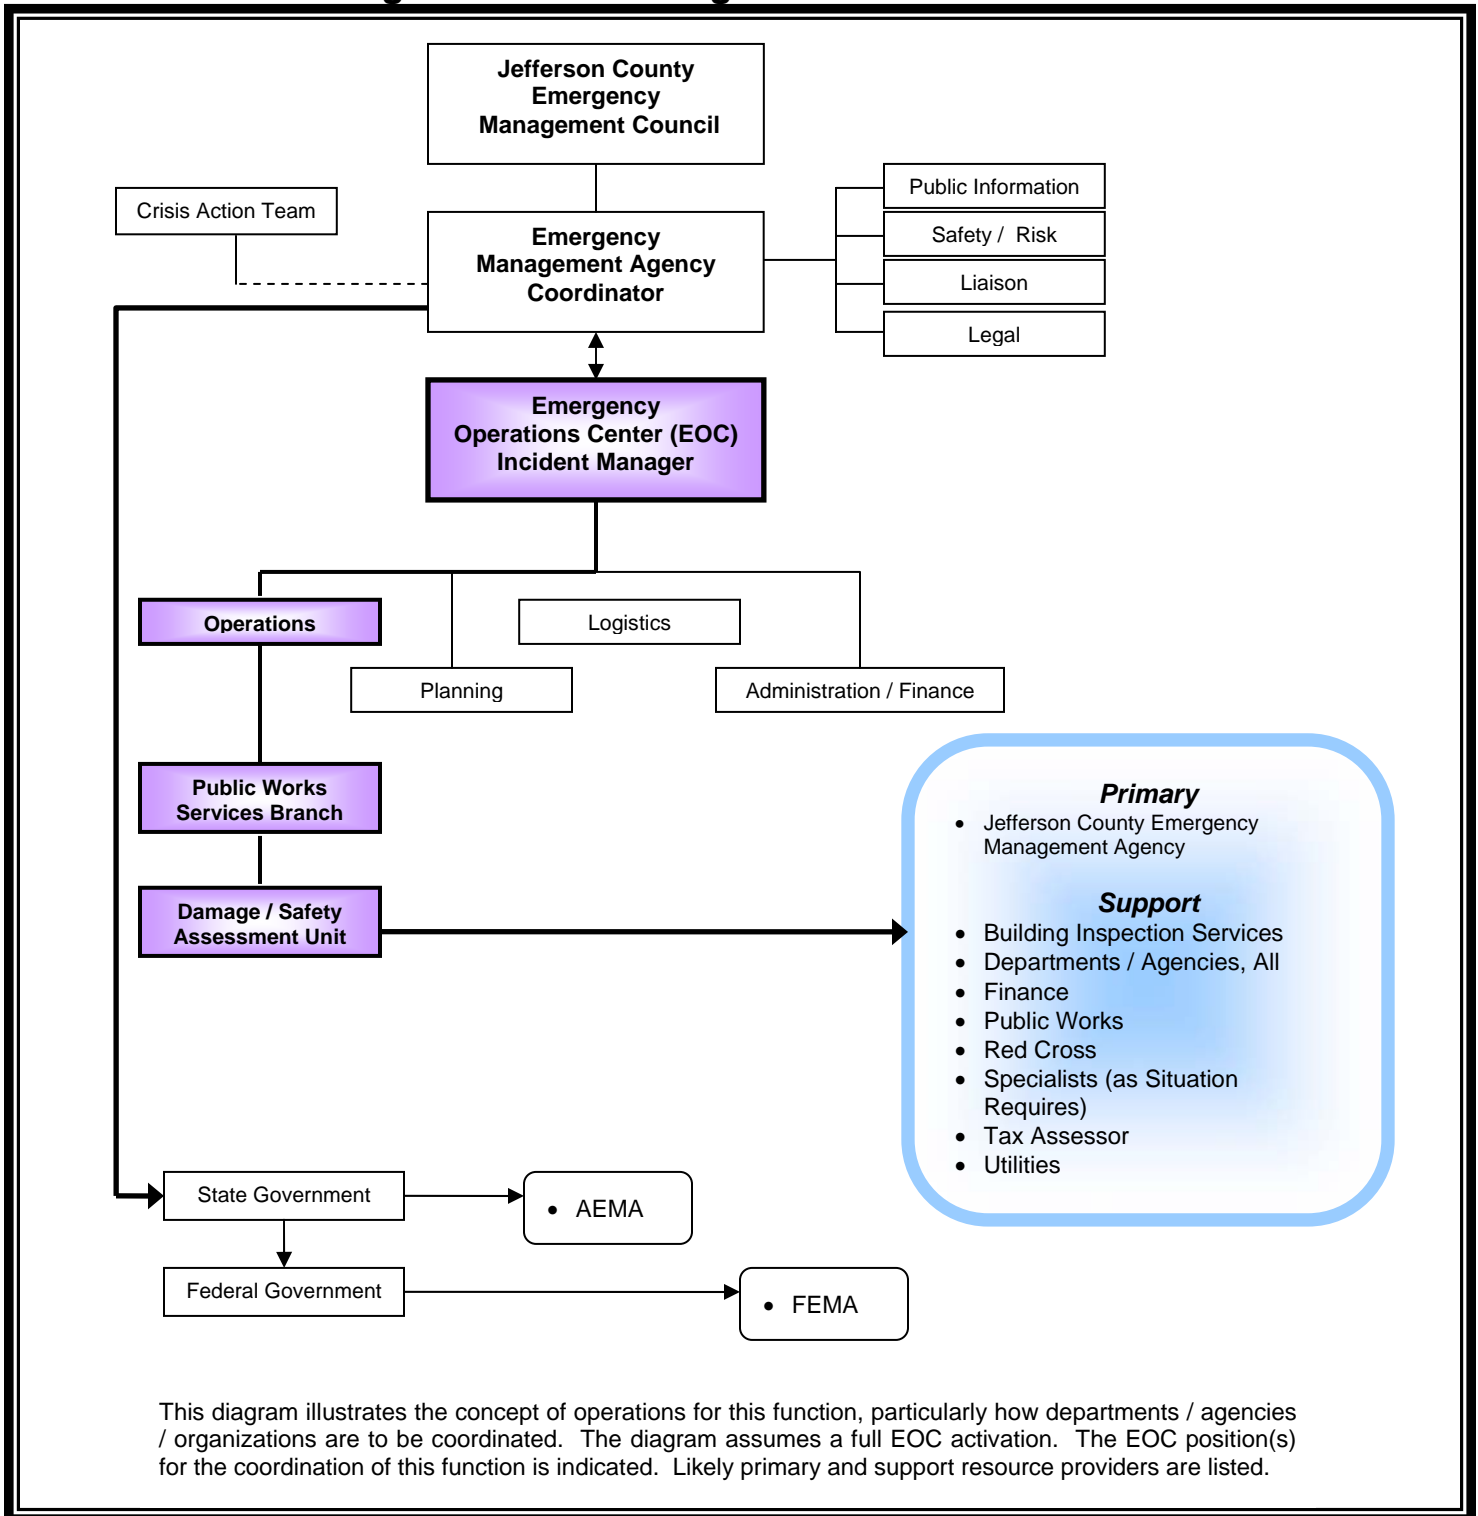 Jefferson County
Emergency
Management Council
Crisis Action Team
Public Information
Safety / Risk
Liaison
Legal
Emergency
Management Agency
Coordinator
Emergency
Operations Center (EOC)
Incident Manager
Operations
Logistics
Planning
Administration / Finance
Public Works
Services Branch
Damage / Safety
Assessment Unit
Primary
• Jefferson County Emergency
Management Agency
Support
• Building Inspection Services
• Departments / Agencies, All
• Finance
• Public Works
• Red Cross
• Specialists (as Situation
Requires)
• Tax Assessor
• Utilities
State Government
• AEMA
Federal Government
• FEMA
This diagram illustrates the concept of operations for this function, particularly how departments / agencies
/ organizations are to be coordinated. The diagram assumes a full EOC activation. The EOC position(s)
for the coordination of this function is indicated. Likely primary and support resource providers are listed.